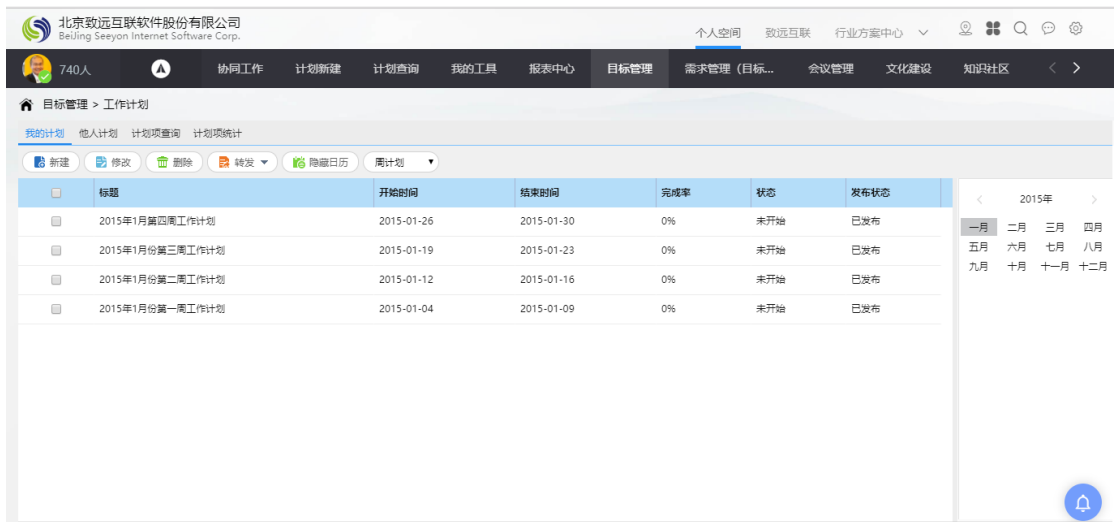 北京致远互联软件股份有限公司
BeiJing Seeyon Internet Software Corp.
个人空间 致远互联 行业方案中心
740人 协同工作 计划新建 计划查询 我的工具 报表中心 目标管理 需求管理（目标... 会议管理 文化建设 知识社区
目标管理 > 工作计划
我的计划 他人计划 计划项查询 计划项统计
新建 修改 删除 转发 隐藏日历 周计划
标题 开始时间 结束时间 完成率 状态 发布状态
2015年1月第四周工作计划 2015-01-26 2015-01-30 0% 未开始 已发布
2015年1月份第三周工作计划 2015-01-19 2015-01-23 0% 未开始 已发布
2015年1月份第二周工作计划 2015-01-12 2015-01-16 0% 未开始 已发布
2015年1月份第一周工作计划 2015-01-04 2015-01-09 0% 未开始 已发布
2015年
一月 二月 三月 四月
五月 六月 七月 八月
九月 十月 十一月 十二月